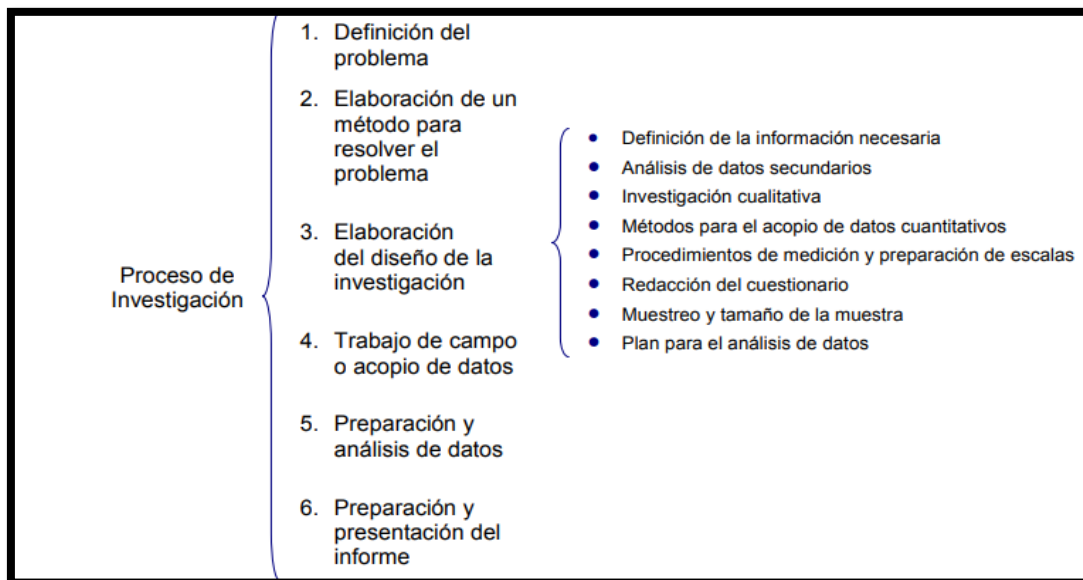 Proceso de
Investigación
1. Definición del
problema
2. Elaboración de un
método para
resolver el
problema
3. Elaboración
del diseño de la
investigación
4. Trabajo de campo
o acopio de datos
5. Preparación y
análisis de datos
6. Preparación y
presentación del
informe
• Definición de la información necesaria
• Análisis de datos secundarios
• Investigación cualitativa
• Métodos para el acopio de datos cuantitativos
• Procedimientos de medición y preparación de escalas
• Redacción del cuestionario
• Muestreo y tamaño de la muestra
• Plan para el análisis de datos